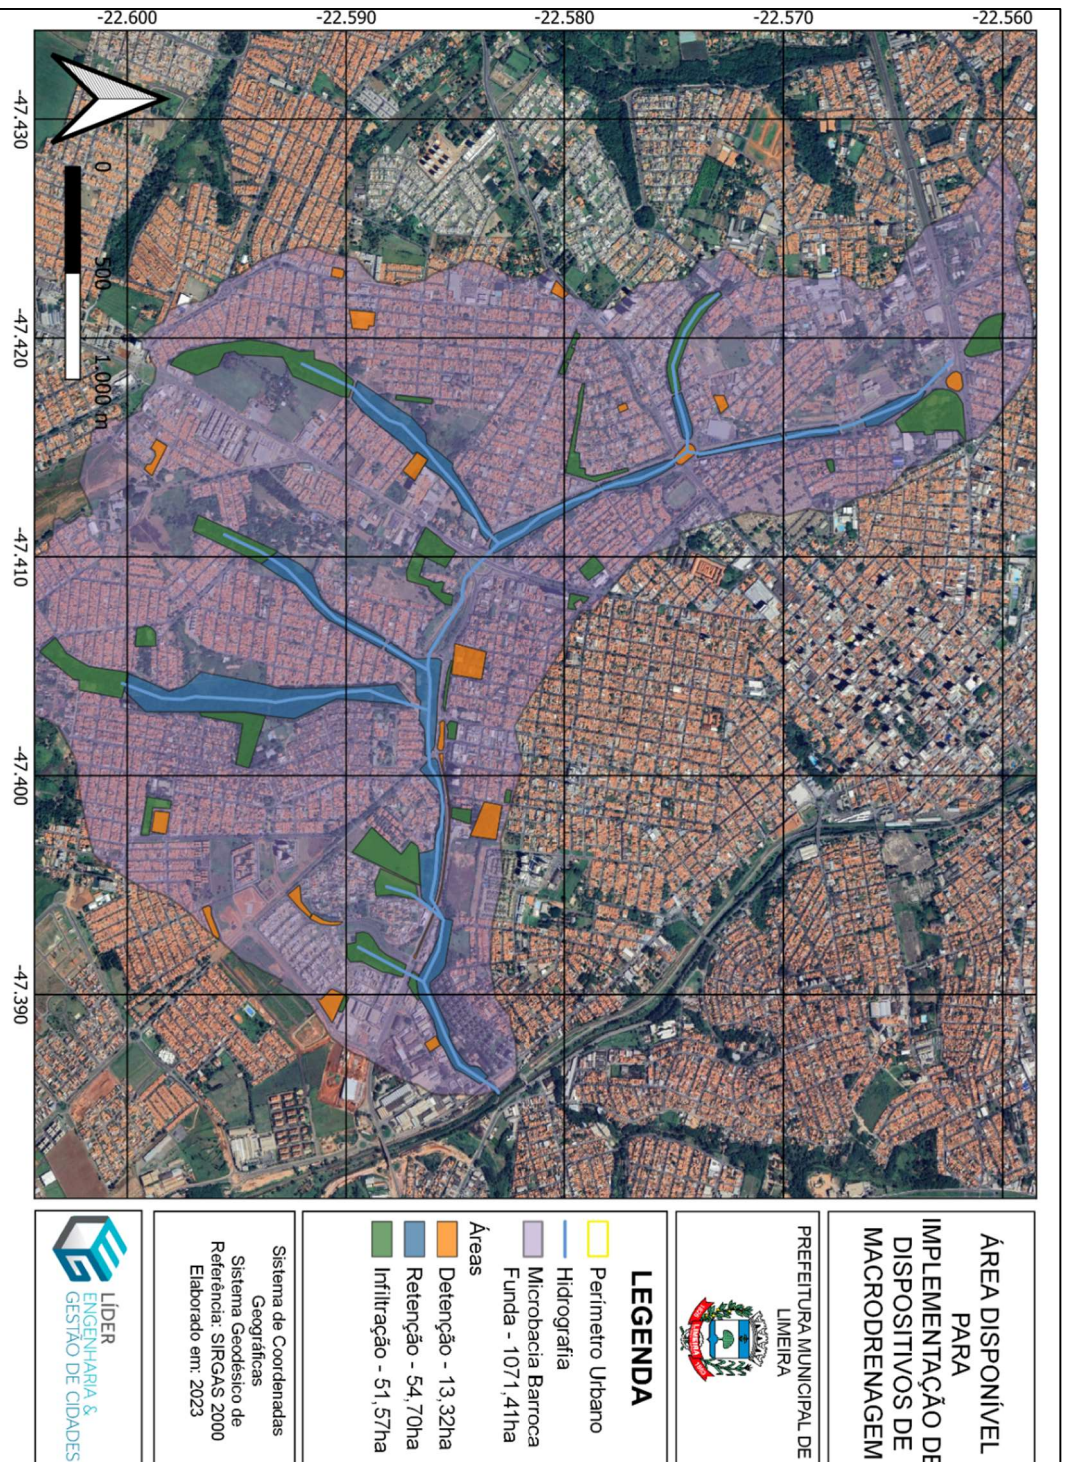 -22.600
-22.590
-22.580
-22.570
-22.560
-47.430
-47.420
-47.410
-47.400
-47.390
0
500
1.000 m
ÁREA DISPONÍVEL
PARA
IMPLEMENTAÇÃO DE
DISPOSITIVOS DE
MACRODRENAGEM
PREFEITURA MUNICIPAL DE
LIMEIRA
LIMEIRA
LEGENDA
Perímetro Urbano
Hidrografia
Microbacia Barroca
Funda - 1071,41ha
Áreas
Detenção - 13,32ha
Retenção - 54,70ha
Infiltração - 51,57ha
Sistema de Coordenadas
Geográficas
Sistema Geodésico de
Referência: SIRGAS 2000
Elaborado em: 2023
LÍDER
ENGENHARIA &
GESTÃO DE CIDADES